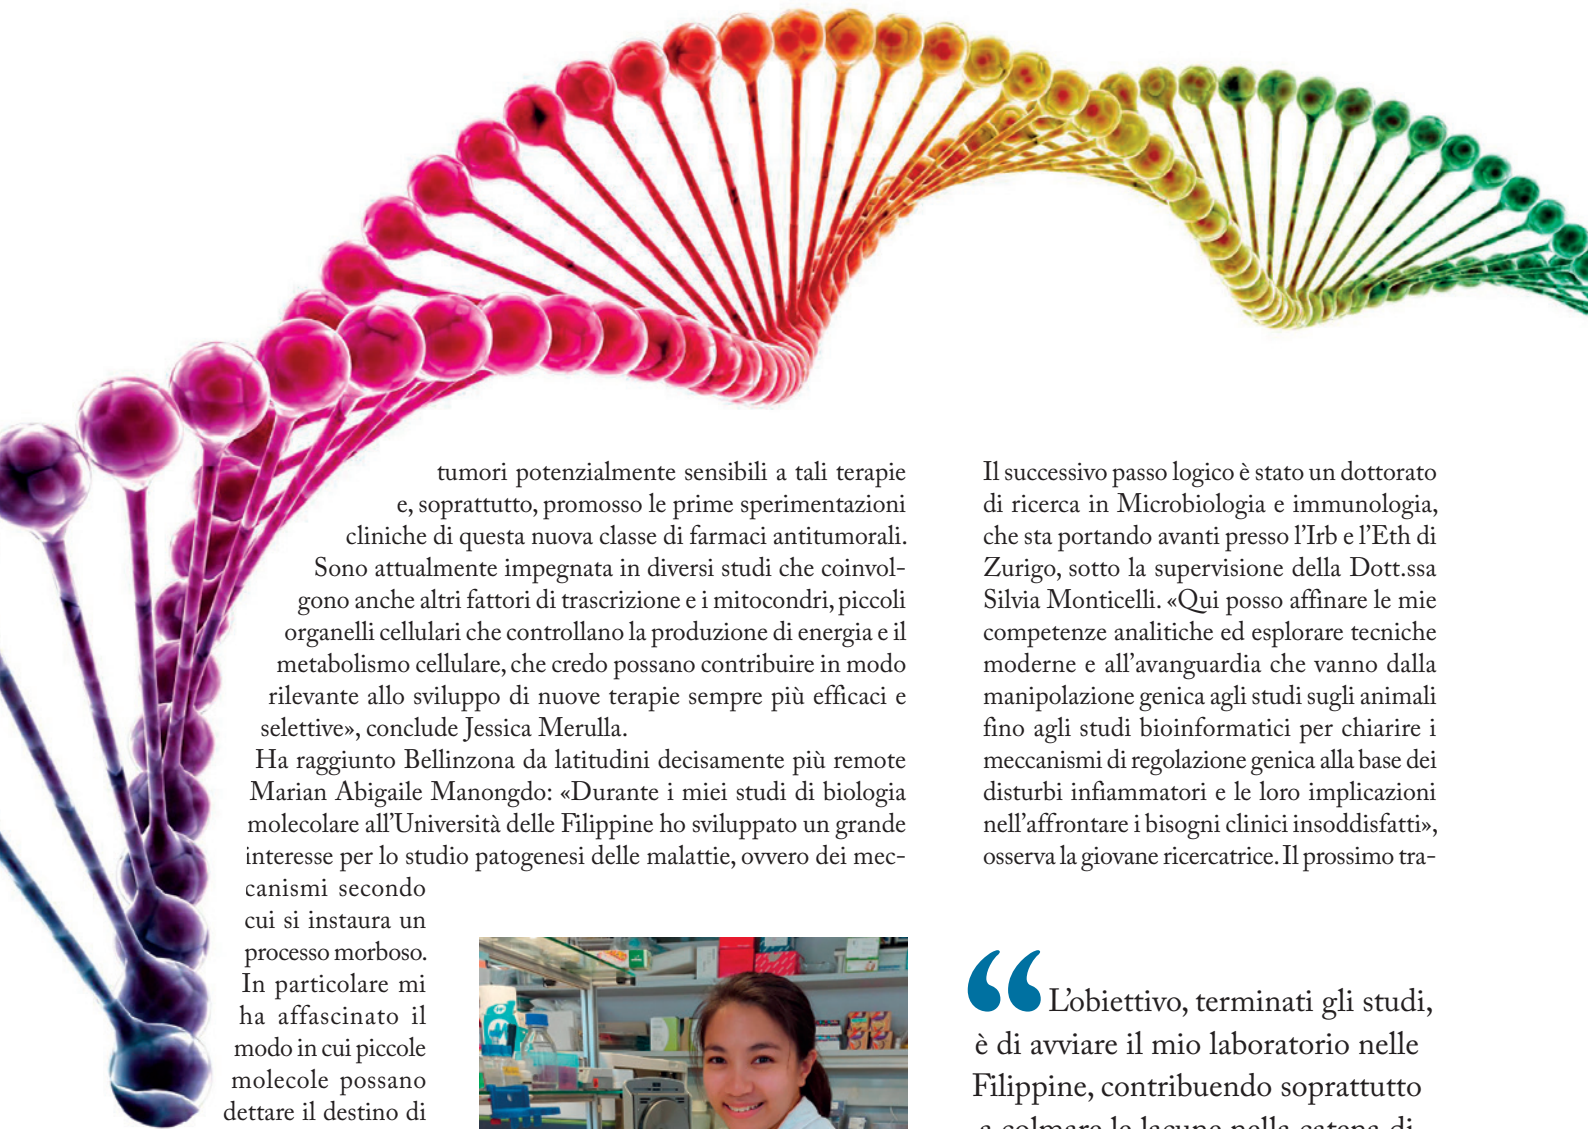 tumori potenzialmente sensibili a tali terapie
e, soprattutto, promosso le prime sperimentazioni
cliniche di questa nuova classe di farmaci antitumorali.
Sono attualmente impegnata in diversi studi che coinvol-
gono anche altri fattori di trascrizione e i mitocondri, piccoli
organelli cellulari che controllano la produzione di energia e il
metabolismo cellulare, che credo possano contribuire in modo
rilevante allo sviluppo di nuove terapie sempre più efficaci e
selettive», conclude Jessica Merulla.
Ha raggiunto Bellinzona da latitudini decisamente più remote
Marian Abigaile Manongdo: «Durante i miei studi di biologia
molecolare all'Università delle Filippine ho sviluppato un grande
interesse per lo studio patogenesi delle malattie, ovvero dei mec-
canismi secondo
cui si instaura un
processo morboso.
In particolare mi
ha affascinato il
modo in cui piccole
molecole possano
dettare il destino di
Il successivo passo logico è stato un dottorato
di ricerca in Microbiologia e immunologia,
che sta portando avanti presso l'Irb e l'Eth di
Zurigo, sotto la supervisione della Dott.ssa
Silvia Monticelli. «Qui posso affinare le mie
competenze analitiche ed esplorare tecniche
moderne e all'avanguardia che vanno dalla
manipolazione genica agli studi sugli animali
fino agli studi bioinformatici per chiarire i
meccanismi di regolazione genica alla base dei
disturbi infiammatori e le loro implicazioni
nell'affrontare i bisogni clinici insoddisfatti»,
osserva la giovane ricercatrice. Il prossimo tra-
“L'obiettivo, terminati gli studi,
è di avviare il mio laboratorio nelle
Filippine, contribuendo soprattutto
a colmare le lacune nella catena di